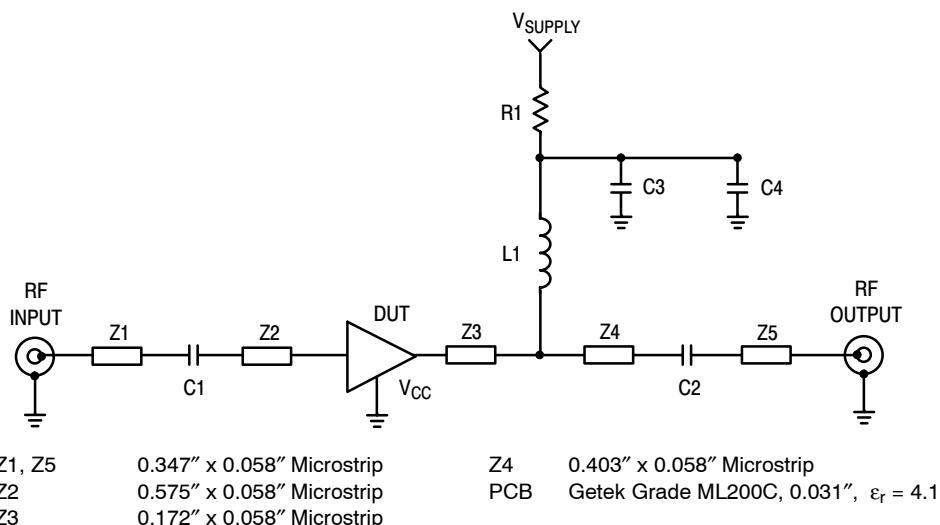 VSUPPLY
R1
C3
C4
L1
RF
INPUT
Z1
C1
Z2
DUT
VCC
Z3
Z4
C2
Z5
RF
OUTPUT
Z1, Z5 0.347″ x 0.058″ Microstrip
Z2 0.575″ x 0.058″ Microstrip
Z3 0.172″ x 0.058″ Microstrip
Z4 0.403″ x 0.058″ Microstrip
PCB Getek Grade ML200C, 0.031″, εr = 4.1